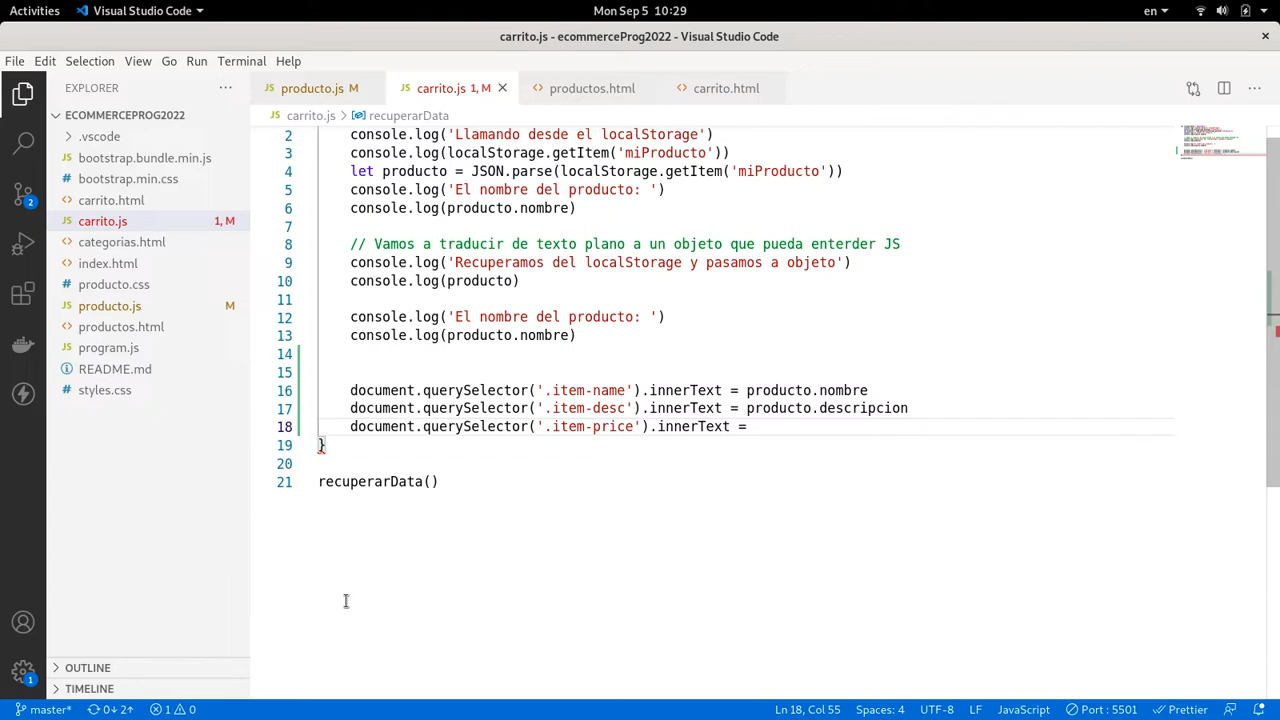 Activities Visual Studio Code Mon Sep 5 10:29 en
carrito.js - ecommerceProg2022 - Visual Studio Code ×
File Edit Selection View Go Run Terminal Help
EXPLORER ···
JS producto.js M JS carrito.js 1, M × <> productos.html <> carrito.html ···
JS carrito.js > recuperarData
ECOMMERCEPROG2022
.vscode
JS bootstrap.bundle.min.js
bootstrap.min.css
<> carrito.html
JS carrito.js 1, M
<> categorias.html
<> index.html
producto.css
JS producto.js M
<> productos.html
JS program.js
README.md
styles.css
OUTLINE
TIMELINE
2
1
2 console.log('Llamando desde el localStorage')
3 console.log(localStorage.getItem('miProducto'))
4 let producto = JSON.parse(localStorage.getItem('miProducto'))
5 console.log('El nombre del producto: ')
6 console.log(producto.nombre)
7
8 // Vamos a traducir de texto plano a un objeto que pueda enterder JS
9 console.log('Recuperamos del localStorage y pasamos a objeto')
10 console.log(producto)
11
12 console.log('El nombre del producto: ')
13 console.log(producto.nombre)
14
15
16 document.querySelector('.item-name').innerText = producto.nombre
17 document.querySelector('.item-desc').innerText = producto.descripcion
18 document.querySelector('.item-price').innerText =
19 }
20
21 recuperarData()
master* 0↓ 2↑ 1 0 Ln 18, Col 55 Spaces: 4 UTF-8 LF JavaScript Port : 5501 Prettier